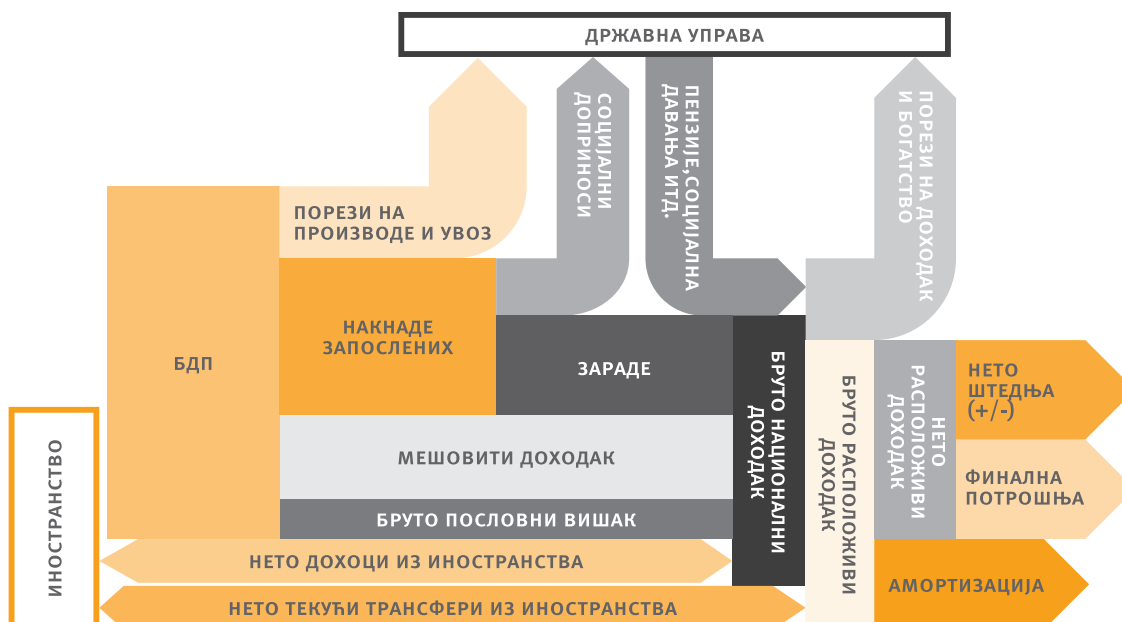 ДРЖАВНА УПРАВА
СОЦИЈАЛНИ
ДОПРИНОСИ
ПЕНЗИЈЕ,СОЦИЈАЛНА
ДАВАЊА ИТД.
ПОРЕЗИ НА ДОХОДАК
И БОГАТСТВО
ПОРЕЗИ НА
ПРОИЗВОДЕ И УВОЗ
БДП
НАКНАДЕ
ЗАПОСЛЕНИХ
ЗАРАДЕ
МЕШОВИТИ ДОХОДАК
БРУТО ПОСЛОВНИ ВИШАК
БРУТО НАЦИОНАЛНИ
ДОХОДАК
БРУТО РАСПОЛОЖИВИ
ДОХОДАК
НЕТО
РАСПОЛОЖИВИ
ДОХОДАК
НЕТО
ШТЕДЊА
(+/-)
ФИНАЛНА
ПОТРОШЊА
АМОРТИЗАЦИЈА
ИНОСТРАНСТВО
НЕТО ДОХОЦИ ИЗ ИНОСТРАНСТВА
НЕТО ТЕКУЋИ ТРАНСФЕРИ ИЗ ИНОСТРАНСТВА